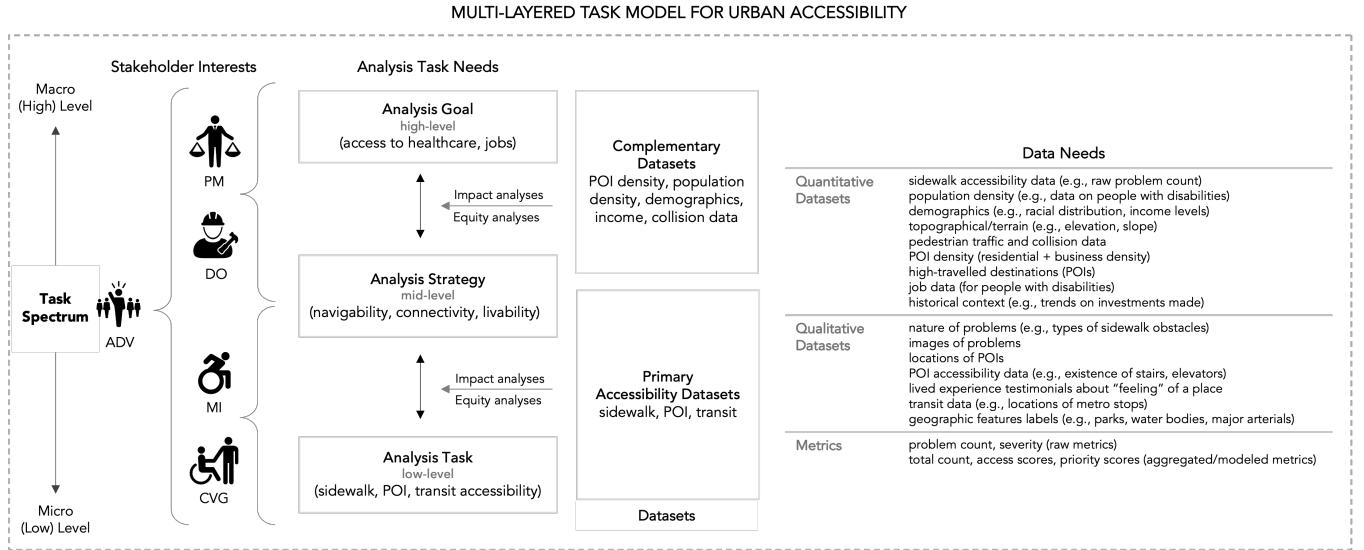 MULTI-LAYERED TASK MODEL FOR URBAN ACCESSIBILITY
Macro
(High) Level
Task
Spectrum
Micro
(Low) Level
Stakeholder Interests
PM
DO
ADV
MI
CVG
Analysis Task Needs
Analysis Goal
high-level
(access to healthcare, jobs)
Impact analyses
Equity analyses
Analysis Strategy
mid-level
(navigability, connectivity, livability)
Impact analyses
Equity analyses
Analysis Task
low-level
(sidewalk, POI, transit accessibility)
Complementary
Datasets
POI density, population
density, demographics,
income, collision data
Primary
Accessibility Datasets
sidewalk, POI, transit
Datasets
Data Needs
Quantitative
Datasets
sidewalk accessibility data (e.g., raw problem count)
population density (e.g., data on people with disabilities)
demographics (e.g., racial distribution, income levels)
topographical/terrain (e.g., elevation, slope)
pedestrian traffic and collision data
POI density (residential + business density)
high-travelled destinations (POIs)
job data (for people with disabilities)
historical context (e.g., trends on investments made)
Qualitative
Datasets
nature of problems (e.g., types of sidewalk obstacles)
images of problems
locations of POIs
POI accessibility data (e.g., existence of stairs, elevators)
lived experience testimonials about “feeling” of a place
transit data (e.g., locations of metro stops)
geographic features labels (e.g., parks, water bodies, major arterials)
Metrics
problem count, severity (raw metrics)
total count, access scores, priority scores (aggregated/modeled metrics)